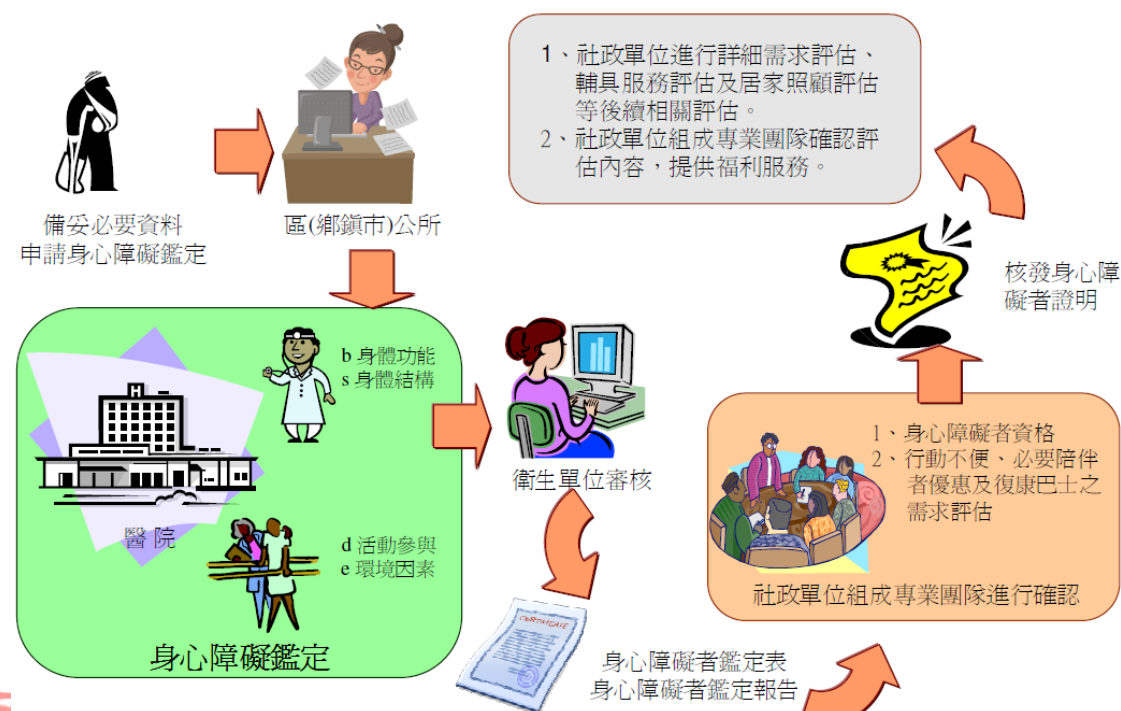 備妥必要資料
申請身心障礙鑑定
區(鄉鎮市)公所
b 身體功能
s 身體結構
H
醫 院
d 活動參與
e 環境因素
身心障礙鑑定
衛生單位審核
CERTIFICATE
身心障礙者鑑定表
身心障礙者鑑定報告
1、身心障礙者資格
2、行動不便、必要陪伴
者優惠及復康巴士之
需求評估
社政單位組成專業團隊進行確認
核發身心障
礙者證明
1、社政單位進行詳細需求評估、
輔具服務評估及居家照顧評估
等後續相關評估。
2、社政單位組成專業團隊確認評
估內容，提供福利服務。